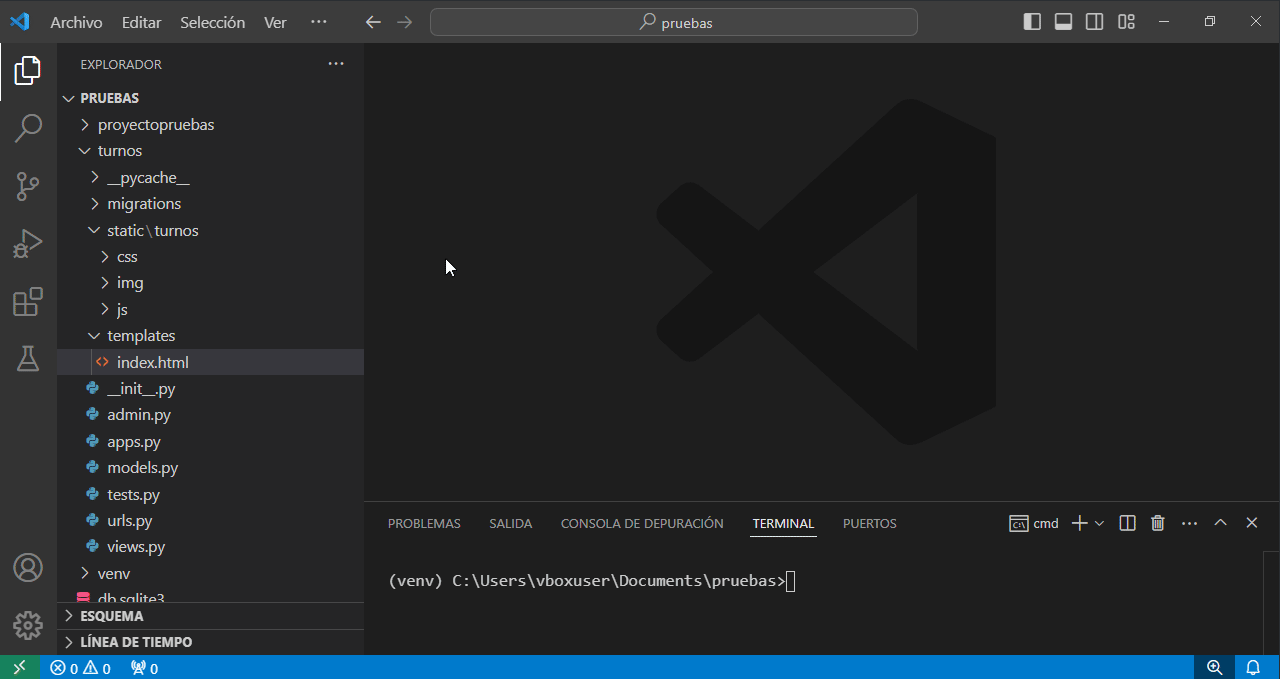 Archivo Editar Selección Ver ···
pruebas
EXPLORADOR ···
PRUEBAS
proyectopruebas
turnos
__pycache__
migrations
static\turnos
css
img
js
templates
index.html
__init__.py
admin.py
apps.py
models.py
tests.py
urls.py
views.py
venv
db.sqlite3
ESQUEMA
LÍNEA DE TIEMPO
PROBLEMAS SALIDA CONSOLA DE DEPURACIÓN TERMINAL PUERTOS cmd ···
(venv) C:\Users\vboxuser\Documents\pruebas>
0 0 0